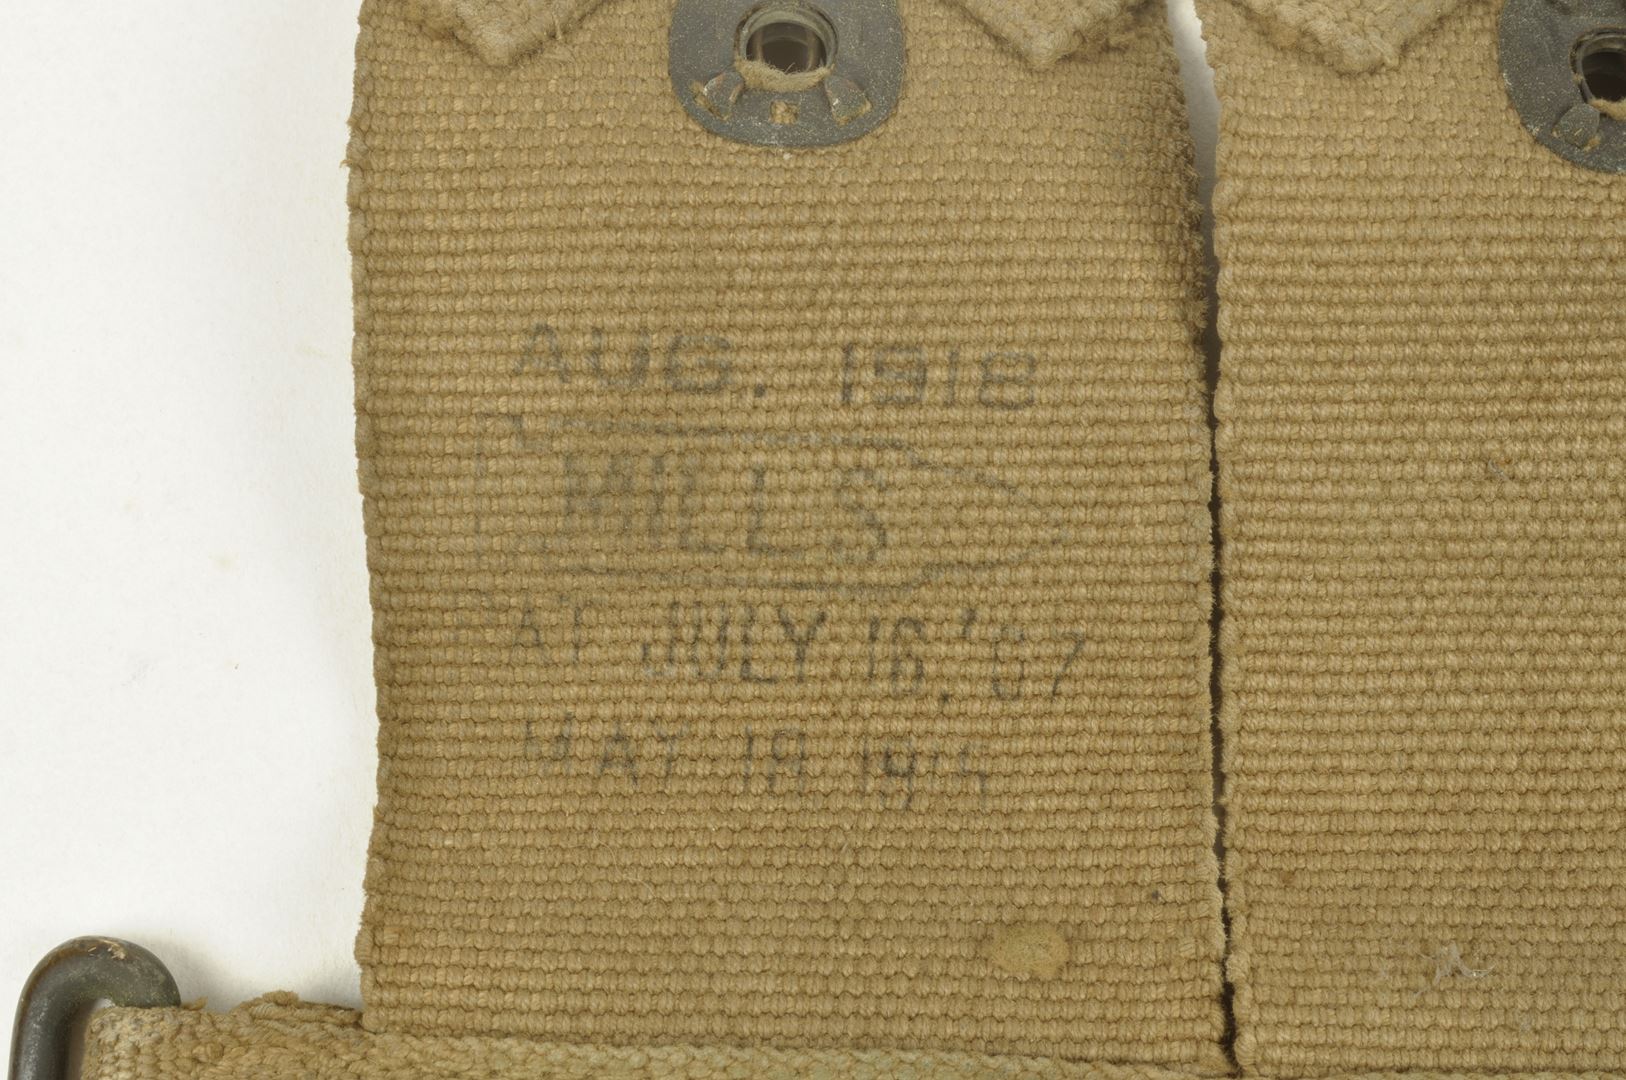 AUG. 1918
MILLS
PAT JULY.16,'07
MAY 19 1914